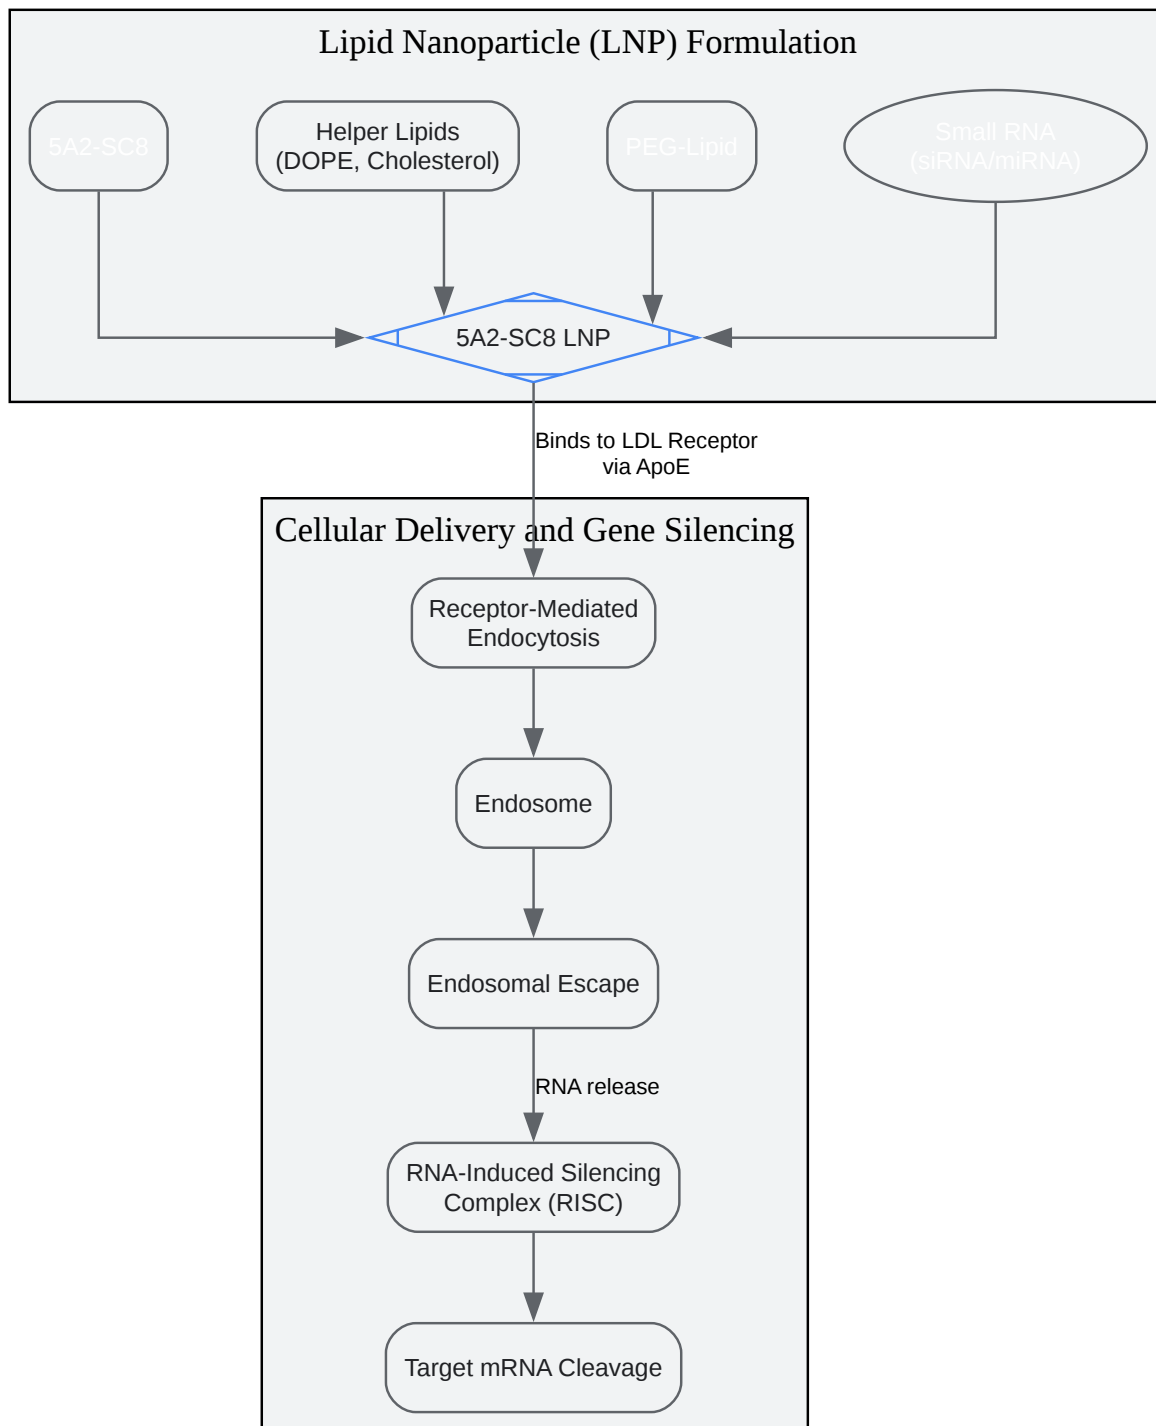 Lipid Nanoparticle (LNP) Formulation
5A2-SC8
Helper Lipids
(DOPE, Cholesterol)
PEG-Lipid
Small RNA
(siRNA/miRNA)
5A2-SC8 LNP
Binds to LDL Receptor
via ApoE
Cellular Delivery and Gene Silencing
Receptor-Mediated
Endocytosis
Endosome
Endosomal Escape
RNA release
RNA-Induced Silencing
Complex (RISC)
Target mRNA Cleavage